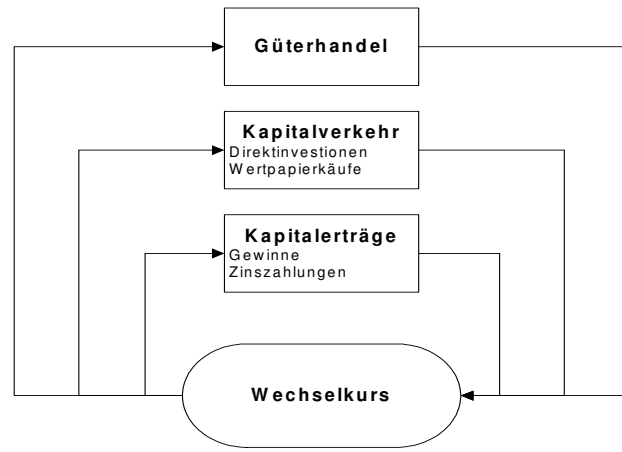 Güterhandel
Kapitalverkehr
Direktinvestionen
Wertpapierkäufe
Kapitalerträge
Gewinne
Zinszahlungen
Wechselkurs